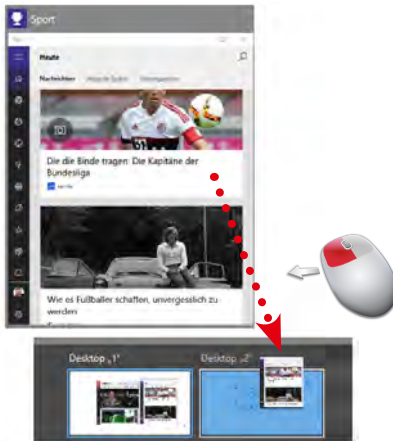 Sport
Heute
Nachrichten
Die die Binde tragen: Die Kapitäne der
Bundesliga
Wie es Fußballer schaffen, unvergesslich zu
werden
Desktop „1“
Desktop „2“